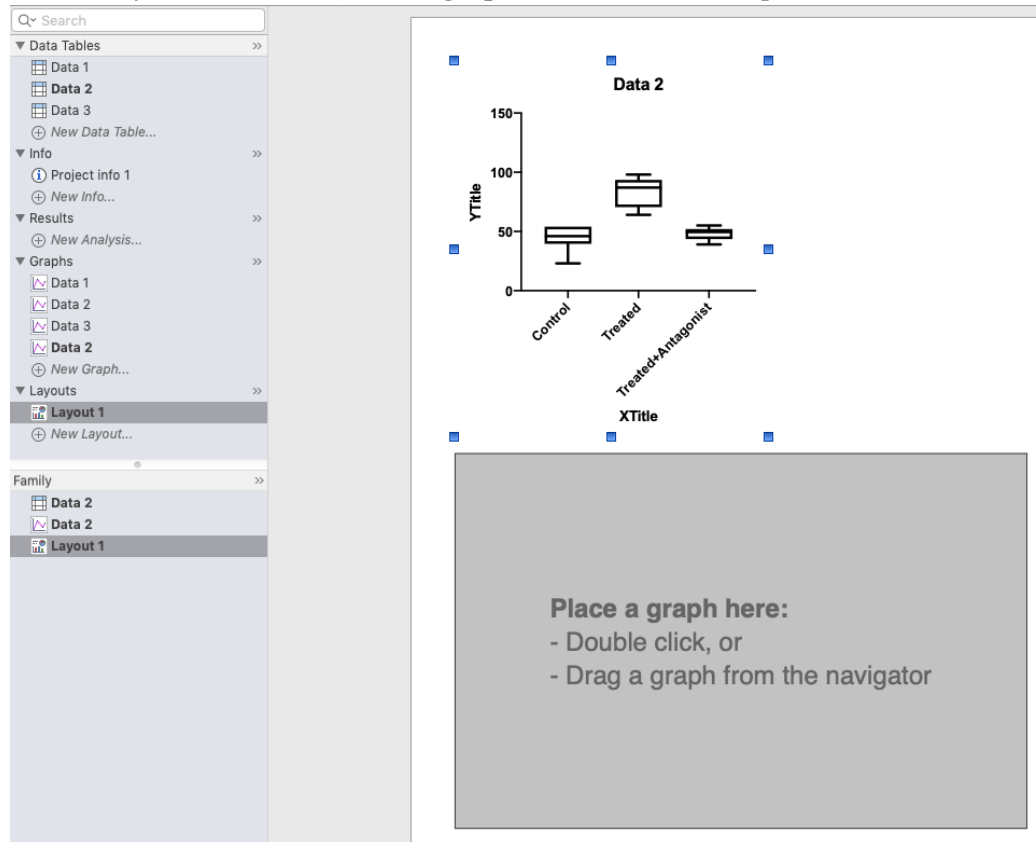 Search
Data Tables
Data 1
Data 2
Data 3
New Data Table...
Info
Project info 1
New Info...
Results
New Analysis...
Graphs
Data 1
Data 2
Data 3
Data 2
New Graph...
Layouts
Layout 1
New Layout...
Family
Data 2
Data 2
Layout 1
Data 2
150
100
50
0
YTitle
Control
Treated
Treated+Antagonist
XTitle
Place a graph here:
- Double click, or
- Drag a graph from the navigator